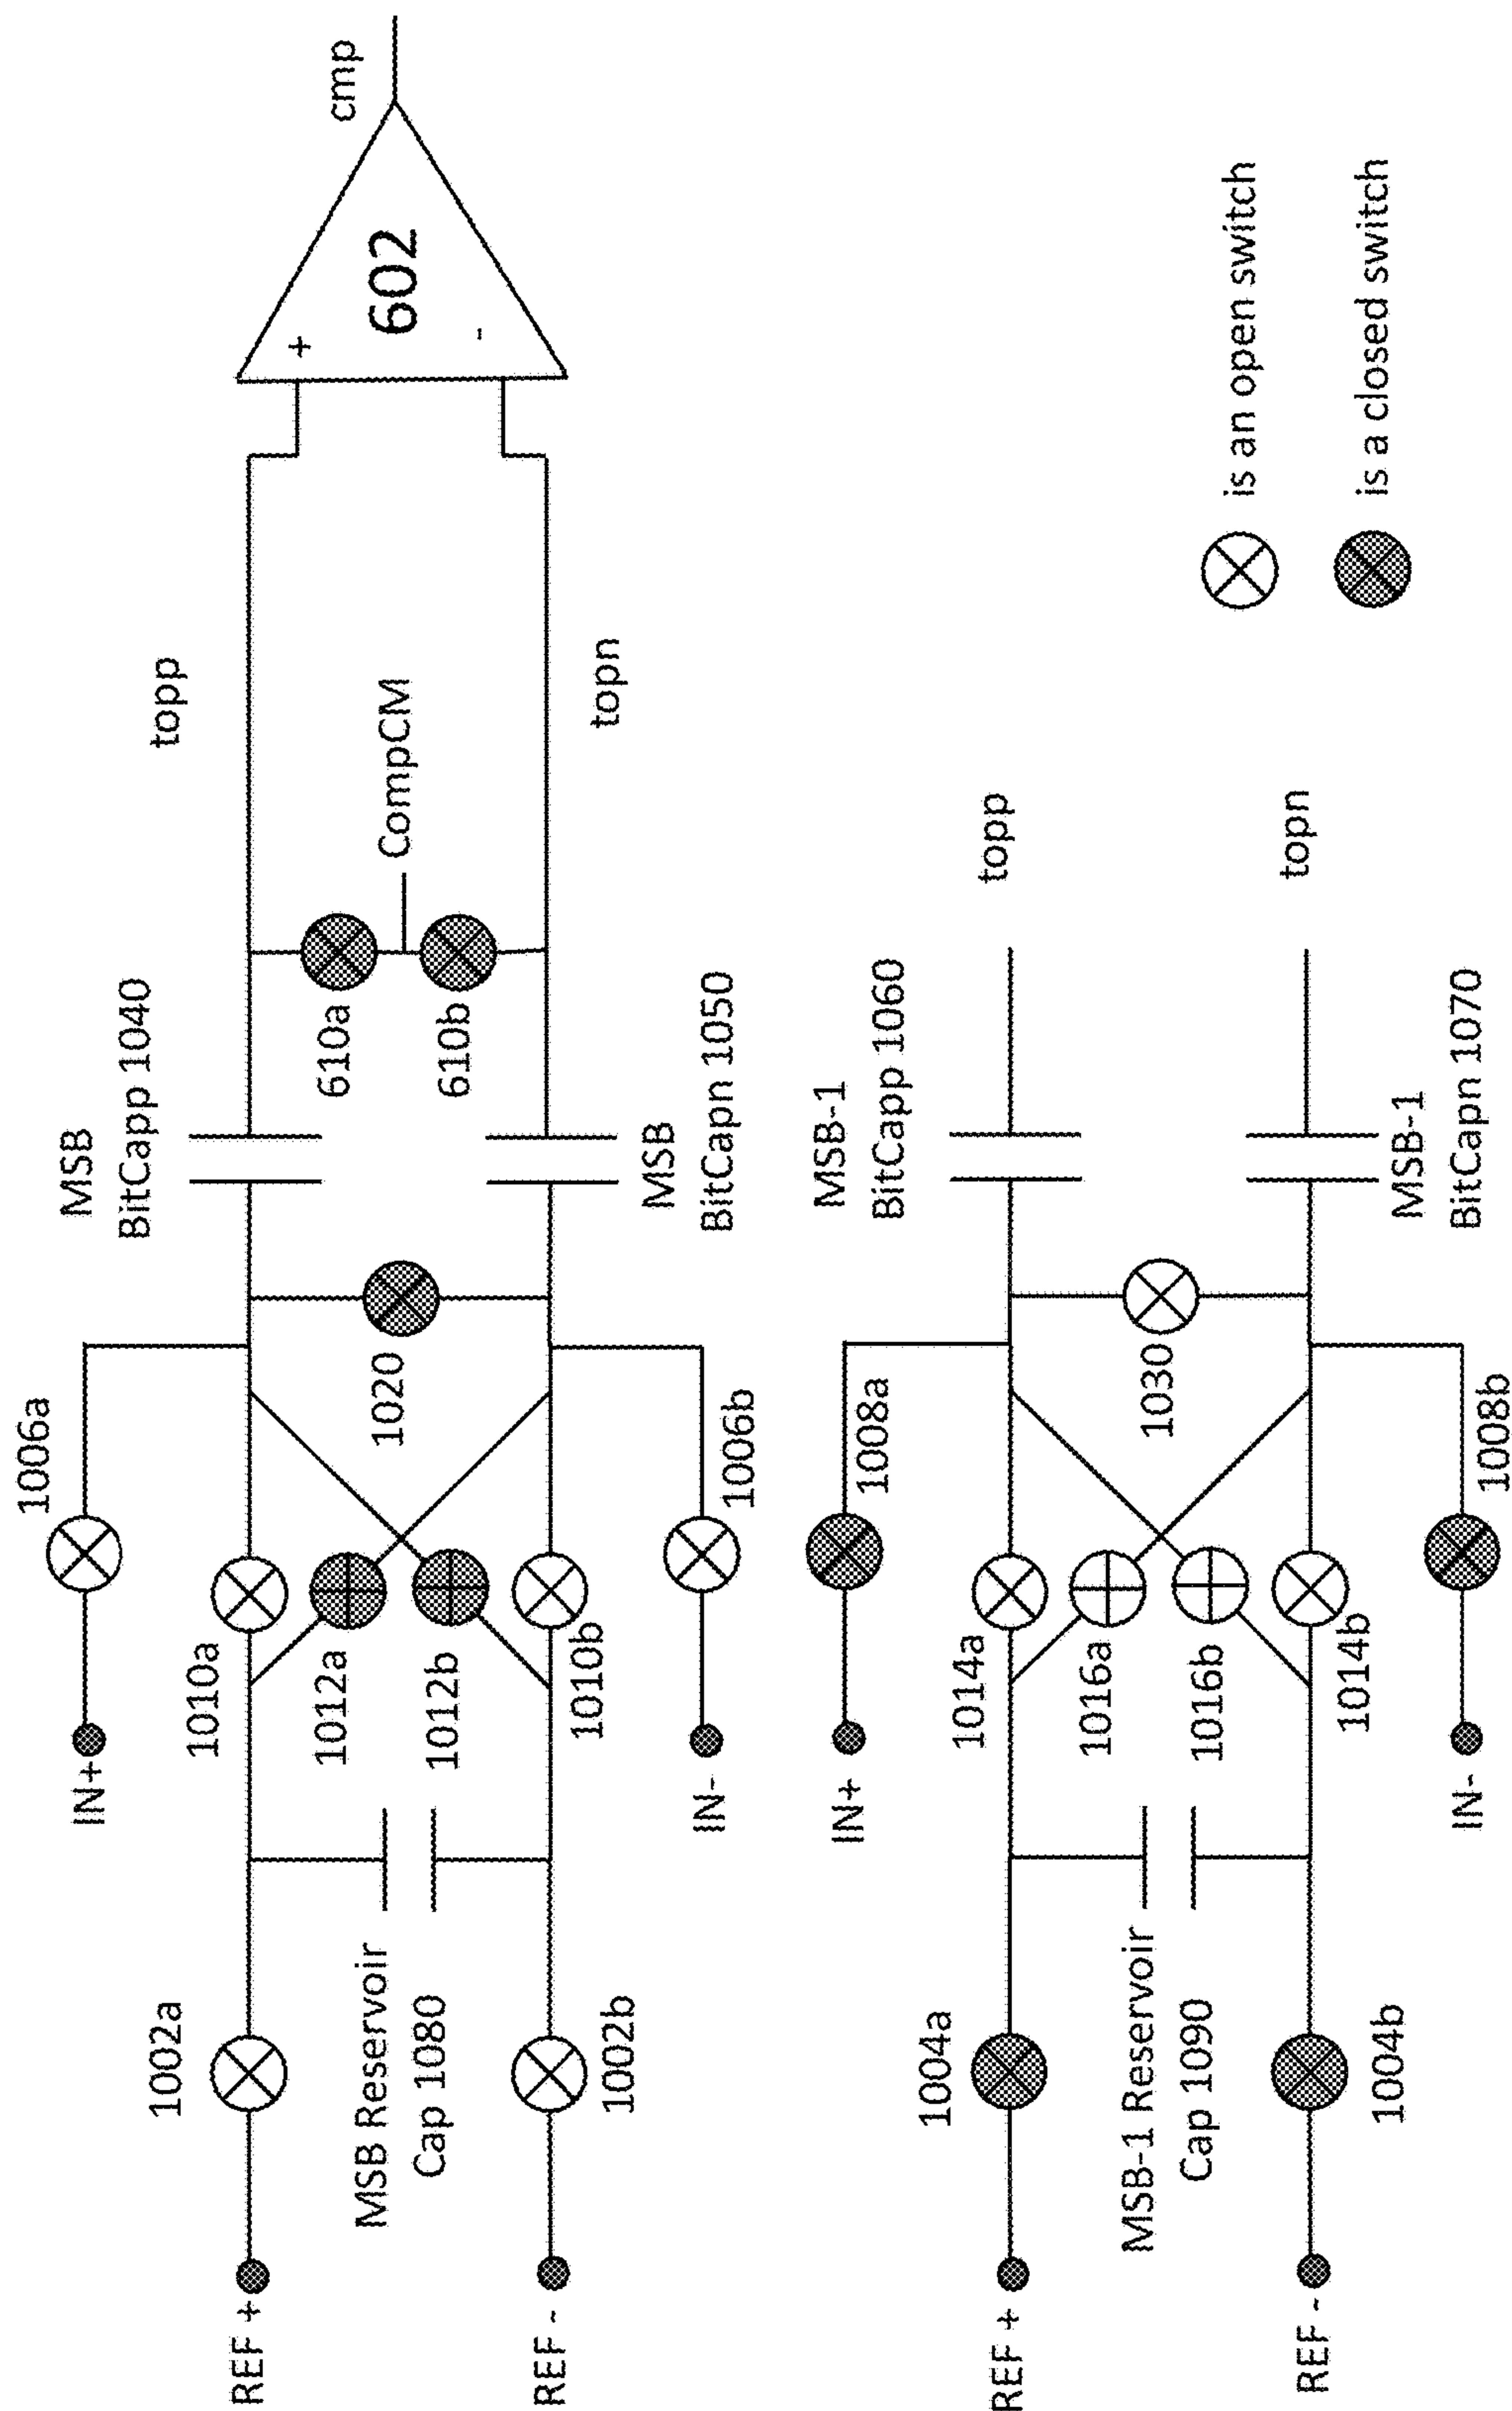 1006a
IN+
MSB
BitCapp 1040
topp
cmp
1002a
1010a
REF +
MSB Reservoir
Cap 1080
1012a
1012b
1020
610a
610b
CompCM
+
602
-
REF -
1002b
1010b
topn
IN-
1006b
MSB
BitCapn 1050
IN+
1008a
MSB-1
BitCapp 1060
topp
1004a
1014a
REF +
MSB-1 Reservoir
Cap 1090
1016a
1016b
1030
is an open switch
REF -
1004b
1014b
topn
is a closed switch
IN-
1008b
MSB-1
BitCapn 1070